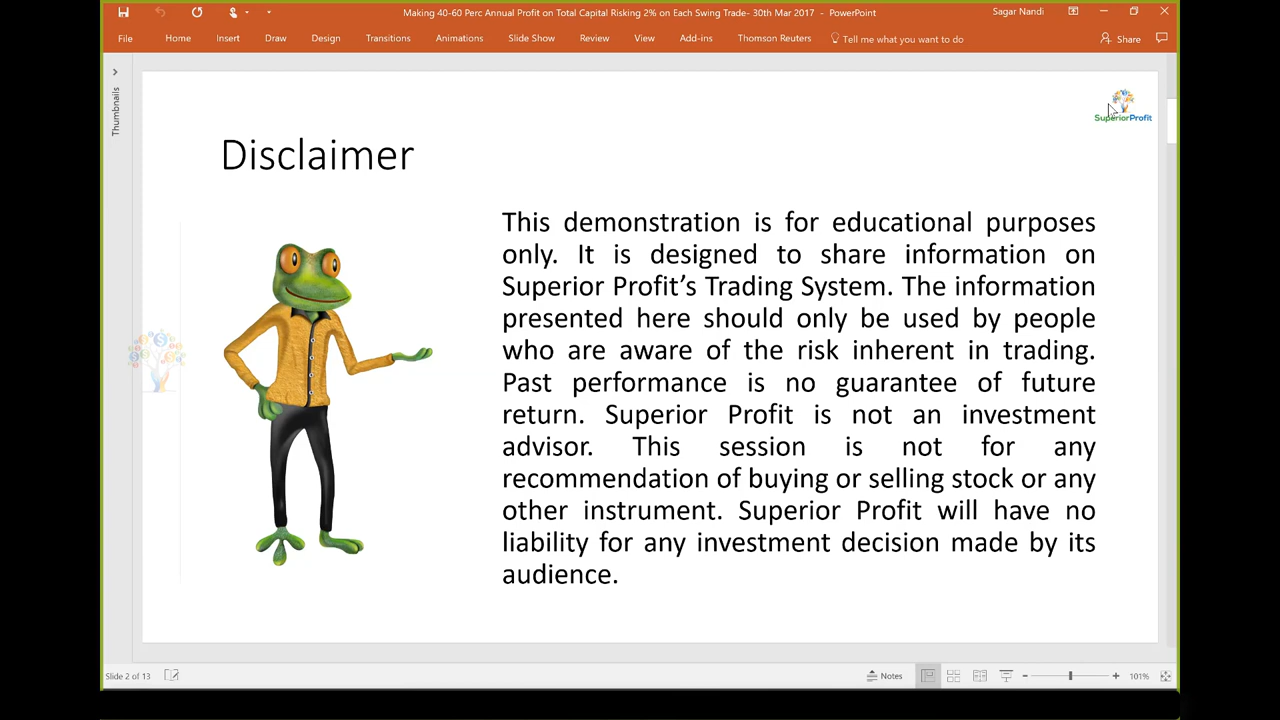 Making 40-60 Perc Annual Profit on Total Capital Risking 2% on Each Swing Trade- 30th Mar 2017 - PowerPoint
Sagar Nandi
File Home Insert Draw Design Transitions Animations Slide Show Review View Add-ins Thomson Reuters Tell me what you want to do Share
Thumbnails
SuperiorProfit
Disclaimer
This demonstration is for educational purposes
only. It is designed to share information on
Superior Profit’s Trading System. The information
presented here should only be used by people
who are aware of the risk inherent in trading.
Past performance is no guarantee of future
return. Superior Profit is not an investment
advisor. This session is not for any
recommendation of buying or selling stock or any
other instrument. Superior Profit will have no
liability for any investment decision made by its
audience.
Slide 2 of 13
Notes
101%